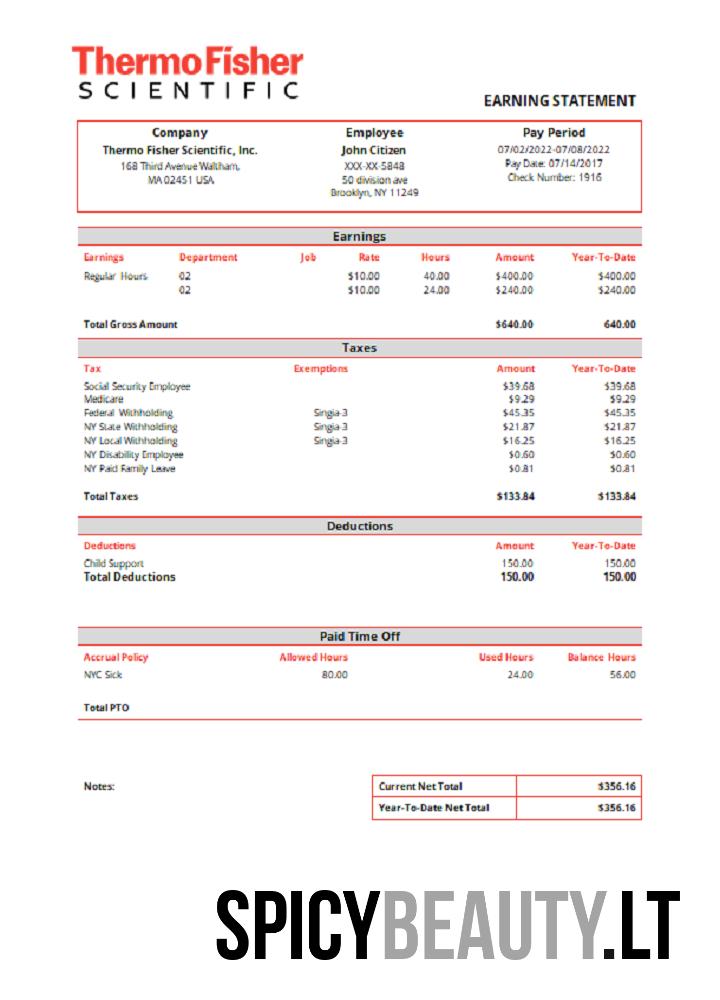 ThermoFisher
SCIENTIFIC
EARNING STATEMENT
Company Employee Pay Period
Thermo Fisher Scientific, Inc. John Citizen 07/02/2022-07/08/2022
168 Third Avenue Waltham, XXX-XX-5848 Pay Date: 07/14/2017
MA 02451 USA 50 division ave Check Number: 1916
Brooklyn, NY 11249
Earnings
Earnings Department Job Rate Hours Amount Year-To-Date
Regular Hours 02 $10.00 40.00 $400.00 $400.00
02 $10.00 24.00 $240.00 $240.00
Total Gross Amount $640.00 640.00
Taxes
Tax Exemptions Amount Year-To-Date
Social Security Employee $39.68 $39.68
Medicare $9.29 $9.29
Federal Withholding Singia-3 $45.35 $45.35
NY State Withholding Singia-3 $21.87 $21.87
NY Local Withholding Singia-3 $16.25 $16.25
NY Disability Employee $0.60 $0.60
NY Paid Family Leave $0.81 $0.81
Total Taxes $133.84 $133.84
Deductions
Deductions Amount Year-To-Date
Child Support 150.00 150.00
Total Deductions 150.00 150.00
Paid Time Off
Accrual Policy Allowed Hours Used Hours Balance Hours
NYC Sick 80.00 24.00 56.00
Total PTO
Notes: Current Net Total $356.16
Year-To-Date Net Total $356.16
SPICYBEAUTY.LT